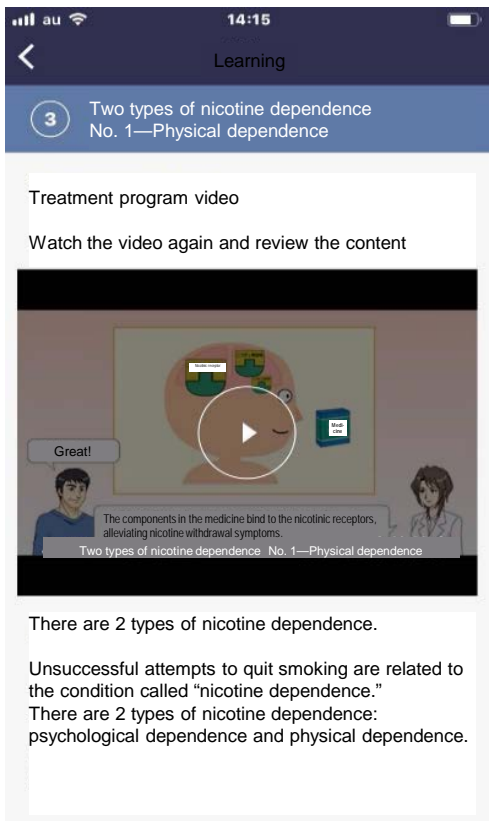 au 14:15
Learning
3
Two types of nicotine dependence
No. 1—Physical dependence
Treatment program video
Watch the video again and review the content
Nicotinic receptor
Medi-
cine
Great!
The components in the medicine bind to the nicotinic receptors,
alleviating nicotine withdrawal symptoms.
Two types of nicotine dependence No. 1—Physical dependence
There are 2 types of nicotine dependence.
Unsuccessful attempts to quit smoking are related to
the condition called “nicotine dependence.”
There are 2 types of nicotine dependence:
psychological dependence and physical dependence.